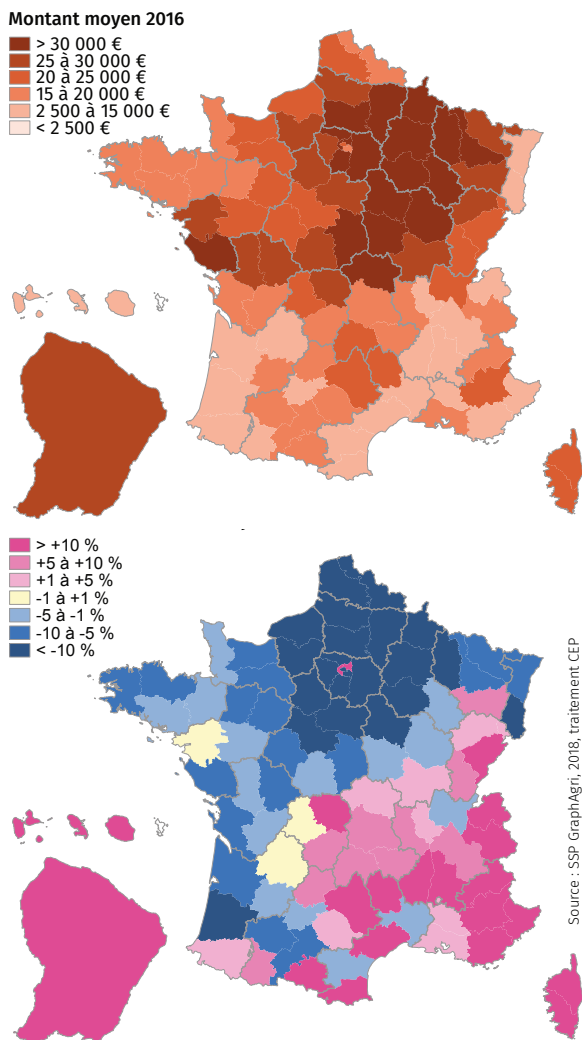 Montant moyen 2016
> 30 000 €
25 à 30 000 €
20 à 25 000 €
15 à 20 000 €
2 500 à 15 000 €
< 2 500 €
> +10 %
+5 à +10 %
+1 à +5 %
-1 à +1 %
-5 à -1 %
-10 à -5 %
< -10 %
Source : SSP GraphAgri, 2018, traitement CEP